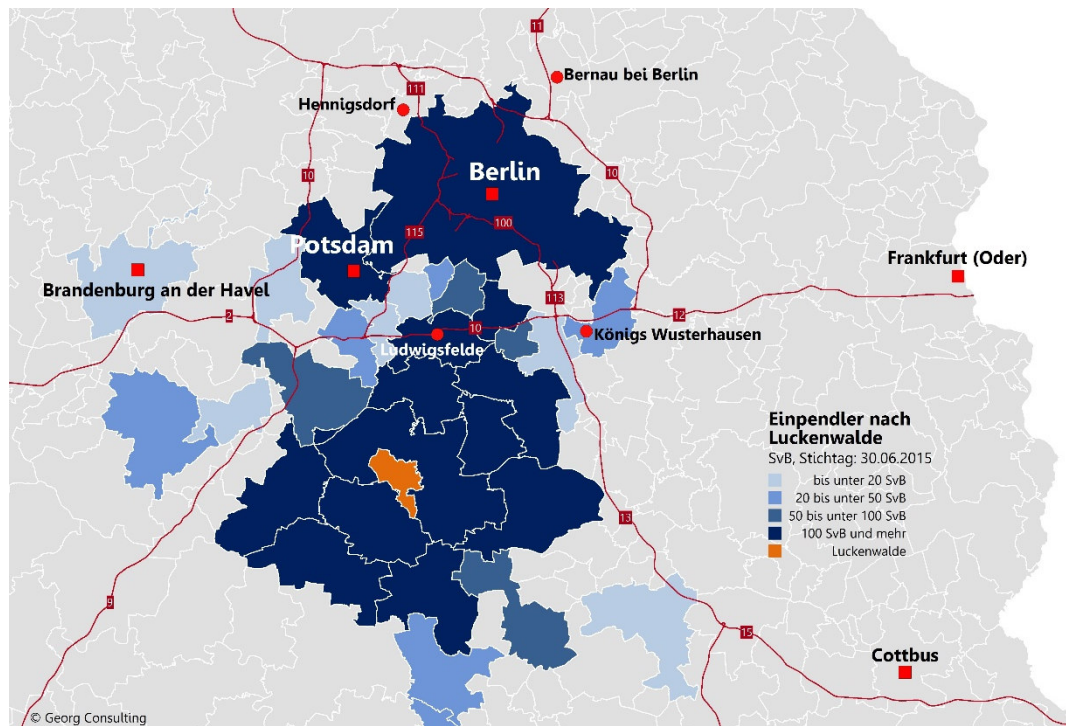 11
Bernau bei Berlin
111
Hennigsdorf
10
10
Berlin
100
115
Potsdam
Brandenburg an der Havel
Frankfurt (Oder)
113
12
2
10
Ludwigsfelde
Königs Wusterhausen
Einpendler nach
Luckenwalde
SvB, Stichtag: 30.06.2015
bis unter 20 SvB
20 bis unter 50 SvB
50 bis unter 100 SvB
100 SvB und mehr
Luckenwalde
13
9
15
Cottbus
© Georg Consulting